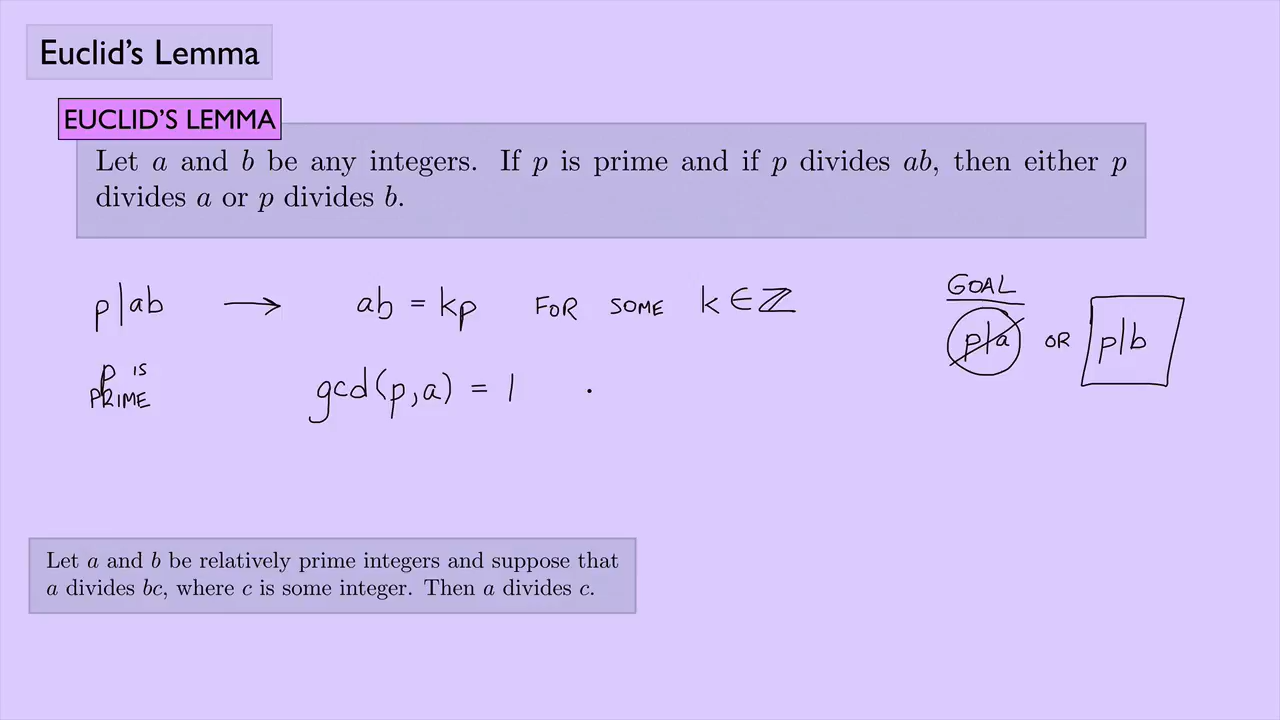 Euclid's Lemma
EUCLID'S LEMMA
Let a and b be any integers. If p is prime and if p divides ab, then either p
divides a or p divides b.
p|ab ⟶ ab = kp FOR SOME k ∈ ℤ
GOAL
p|a OR p|b
p IS
PRIME
gcd(p,a) = 1
Let a and b be relatively prime integers and suppose that
a divides bc, where c is some integer. Then a divides c.